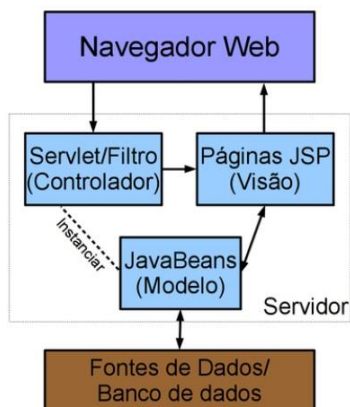 Navegador Web
Servlet/Filtro
(Controlador)
Páginas JSP
(Visão)
Instanciar
JavaBeans
(Modelo)
Servidor
Fontes de Dados/
Banco de dados